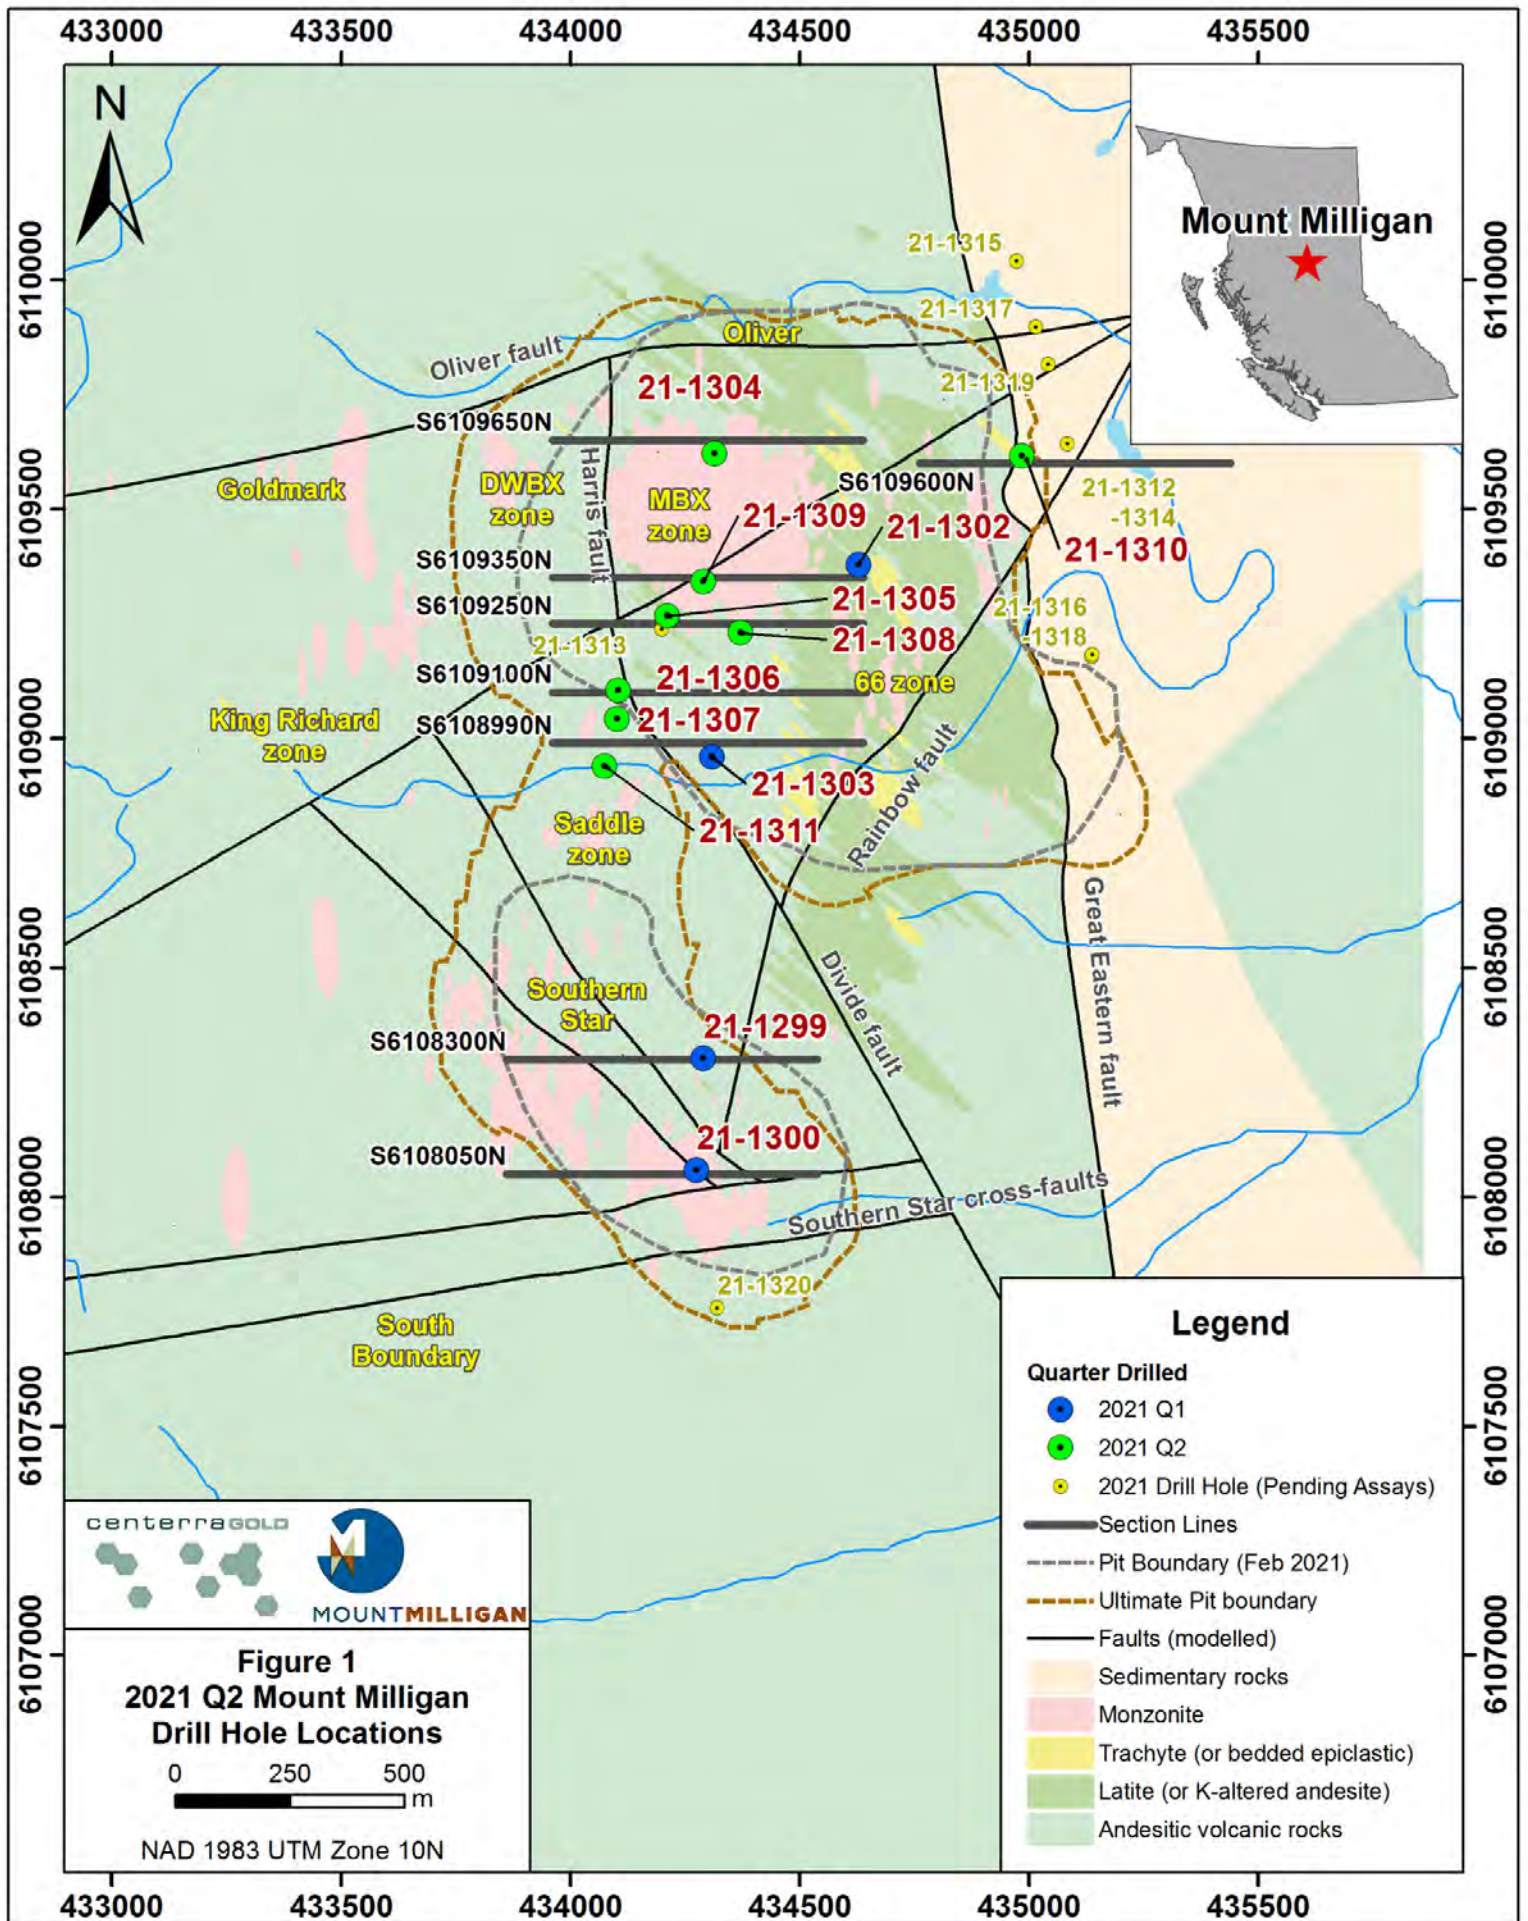 433000 433500 434000 434500 435000 435500
N
Mount Milligan
6110000
6109500
6109000
6108500
6108000
6107500
6107000
6110000
6109500
6109000
6108500
6108000
6107500
6107000
21-1315
21-1317
Oliver
Oliver fault
21-1304
21-1319
S6109650N
Goldmark
DWBX
zone
Harris fault
MBX
zone
S6109600N
21-1312
-1314
21-1309
21-1302
21-1310
S6109350N
S6109250N
21-1305
21-1316
-1318
21-1313
21-1308
S6109100N
21-1306
66 zone
King Richard
zone
S6108990N
21-1307
Rainbow fault
21-1303
Saddle
zone
21-1311
Great Eastern fault
Divide fault
Southern
Star
21-1299
S6108300N
21-1300
S6108050N
Southern Star cross-faults
21-1320
South
Boundary
Legend
Quarter Drilled
2021 Q1
2021 Q2
2021 Drill Hole (Pending Assays)
Section Lines
Pit Boundary (Feb 2021)
Ultimate Pit boundary
Faults (modelled)
Sedimentary rocks
Monzonite
Trachyte (or bedded epiclastic)
Latite (or K-altered andesite)
Andesitic volcanic rocks
centerraGOLD
MOUNTMILLIGAN
Figure 1
2021 Q2 Mount Milligan
Drill Hole Locations
0 250 500
m
NAD 1983 UTM Zone 10N
433000 433500 434000 434500 435000 435500